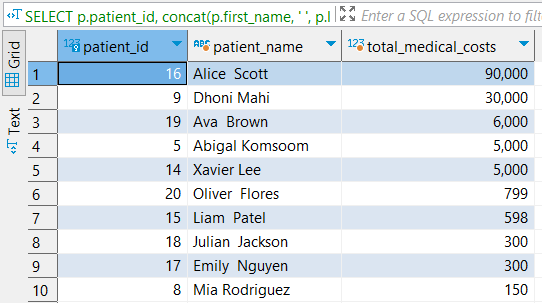 SELECT p.patient_id, concat(p.first_name, ' ', p.l
Enter a SQL expression to filt
Grid
Text
123 patient_id ABC patient_name 123 total_medical_costs
1 16 Alice  Scott 90,000
2 9 Dhoni Mahi 30,000
3 19 Ava  Brown 6,000
4 5 Abigal Komsoom 5,000
5 14 Xavier Lee 5,000
6 20 Oliver  Flores 799
7 15 Liam  Patel 598
8 18 Julian  Jackson 300
9 17 Emily  Nguyen 300
10 8 Mia Rodriguez 150